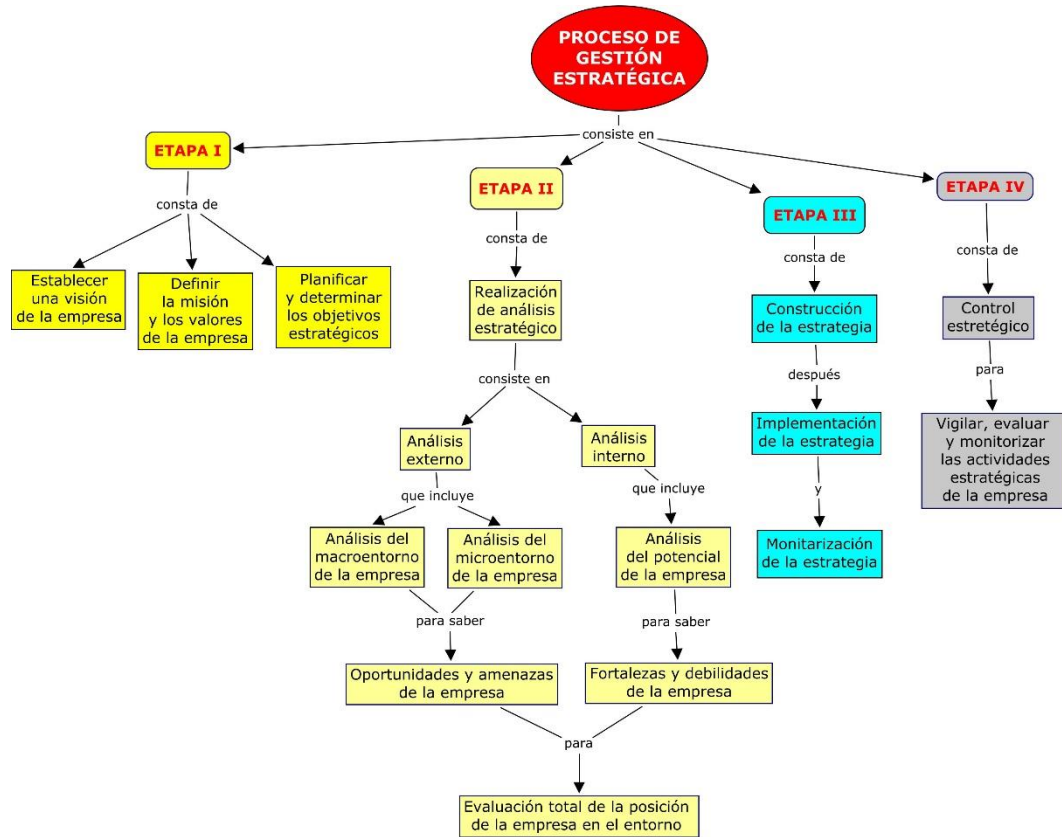 PROCESO DE
GESTIÓN
ESTRATÉGICA
consiste en
ETAPA I
consta de
Establecer
una visión
de la empresa
Definir
la misión
y los valores
de la empresa
Planificar
y determinar
los objetivos
estratégicos
ETAPA II
consta de
Realización
de análisis
estratégico
consiste en
Análisis
externo
que incluye
Análisis del
macroentorno
de la empresa
Análisis del
microentorno
de la empresa
para saber
Oportunidades y amenazas
de la empresa
Análisis
interno
que incluye
Análisis
del potencial
de la empresa
para saber
Fortalezas y debilidades
de la empresa
para
Evaluación total de la posición
de la empresa en el entorno
ETAPA III
consta de
Construcción
de la estrategia
después
Implementación
de la estrategia
y
Monitarización
de la estrategia
ETAPA IV
consta de
Control
estretégico
para
Vigilar, evaluar
y monitorizar
las actividades
estratégicas
de la empresa